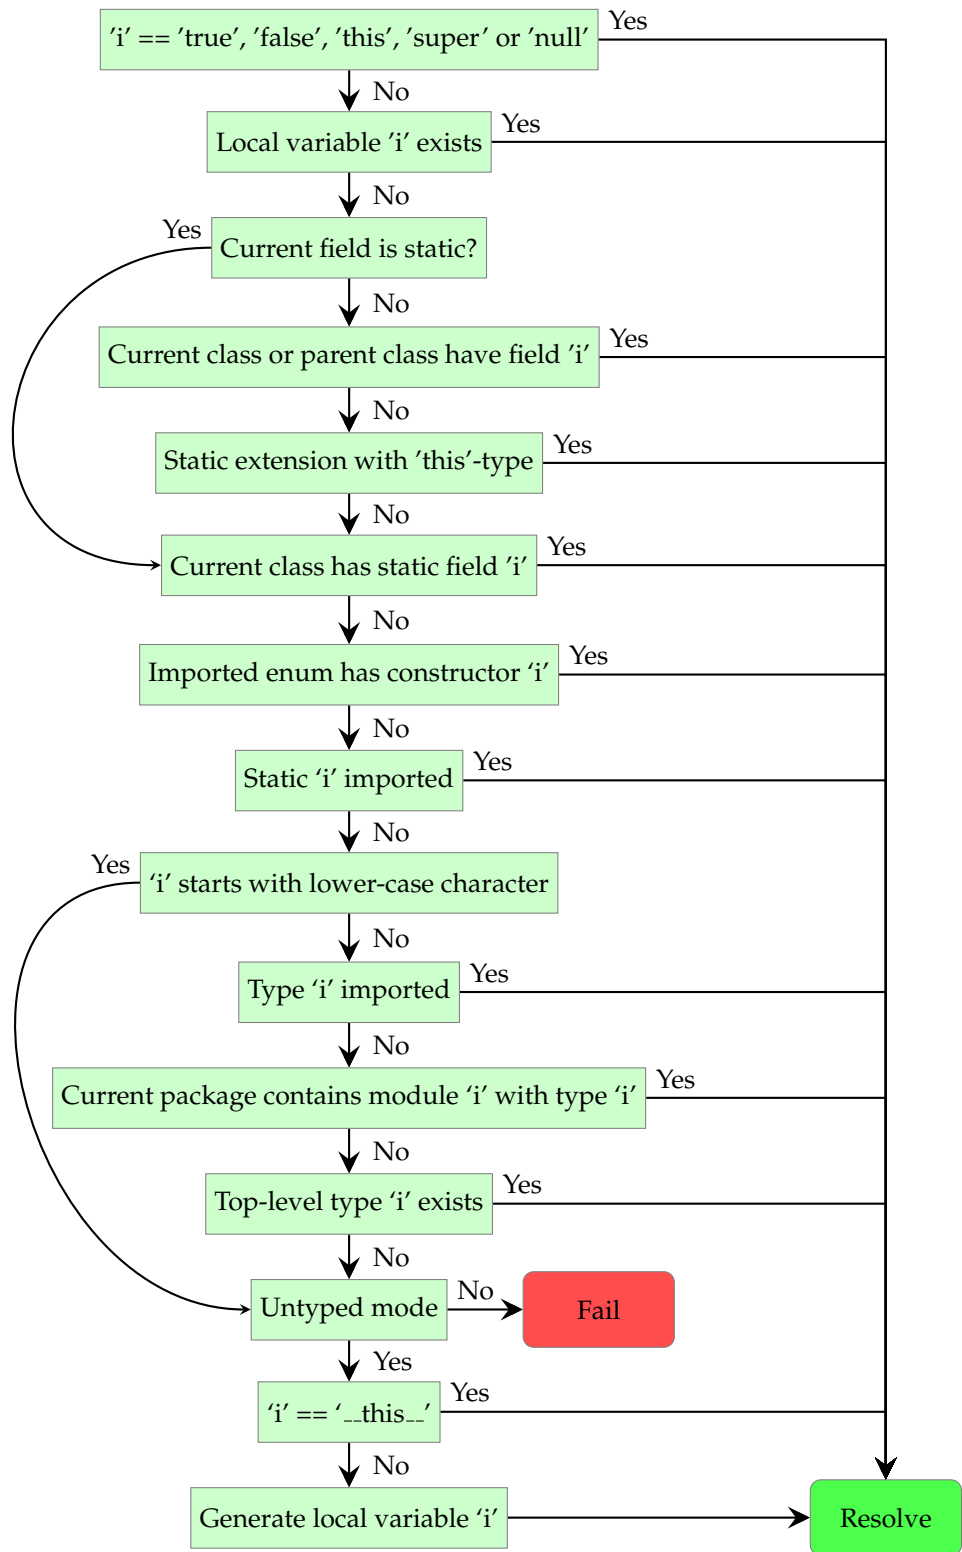 ’i’ == ’true’, ’false’, ’this’, ’super’ or ’null’
Yes
No
Local variable ’i’ exists
Yes
No
Yes
Current field is static?
No
Current class or parent class have field ’i’
Yes
No
Static extension with ’this’-type
Yes
No
Current class has static field ’i’
Yes
No
Imported enum has constructor ‘i’
Yes
No
Static ‘i’ imported
Yes
No
Yes
‘i’ starts with lower-case character
No
Type ‘i’ imported
Yes
No
Current package contains module ‘i’ with type ‘i’
Yes
No
Top-level type ‘i’ exists
Yes
No
Untyped mode
No
Fail
Yes
‘i’ == ‘__this__’
Yes
No
Generate local variable ‘i’
Resolve